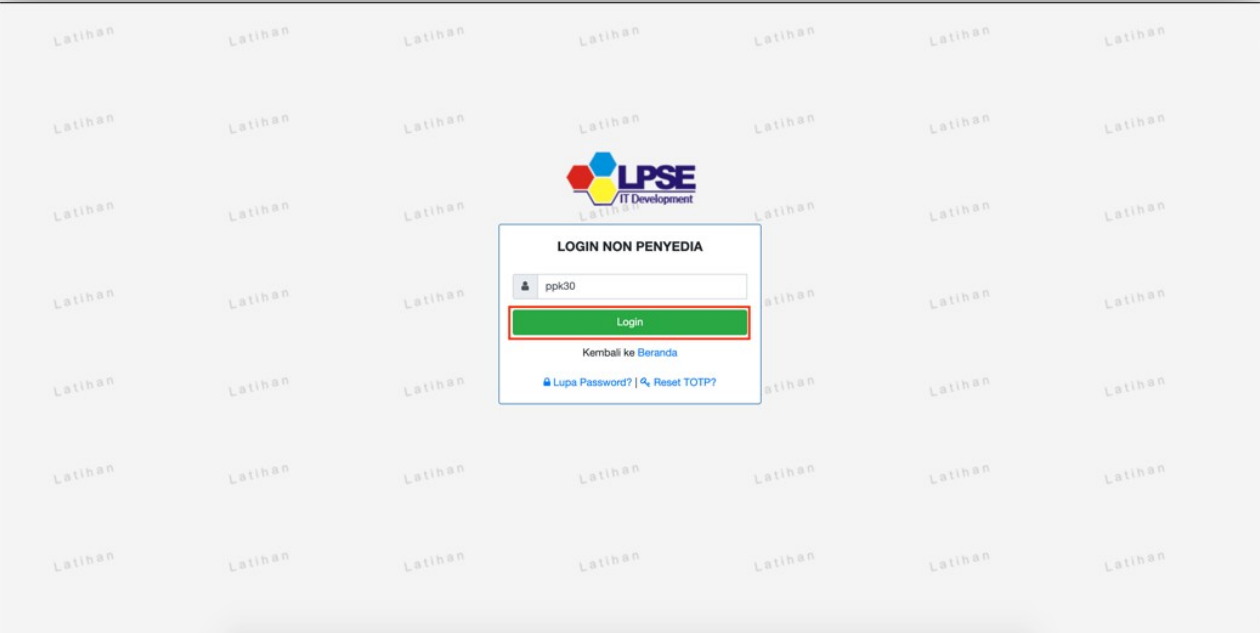 Latihan Latihan Latihan Latihan Latihan Latihan Latihan
Latihan Latihan Latihan Latihan Latihan Latihan Latihan
LPSE
IT Development
Latihan Latihan Latihan Latihan Latihan Latihan Latihan
LOGIN NON PENYEDIA
ppk30
Latihan Latihan Latihan atihan Latihan Latihan
Login
Kembali ke Beranda
Lupa Password? | Reset TOTP?
Latihan Latihan Latihan atihan Latihan Latihan
Latihan Latihan Latihan Latihan Latihan Latihan Latihan
Latihan Latihan Latihan Latihan Latihan Latihan Latihan